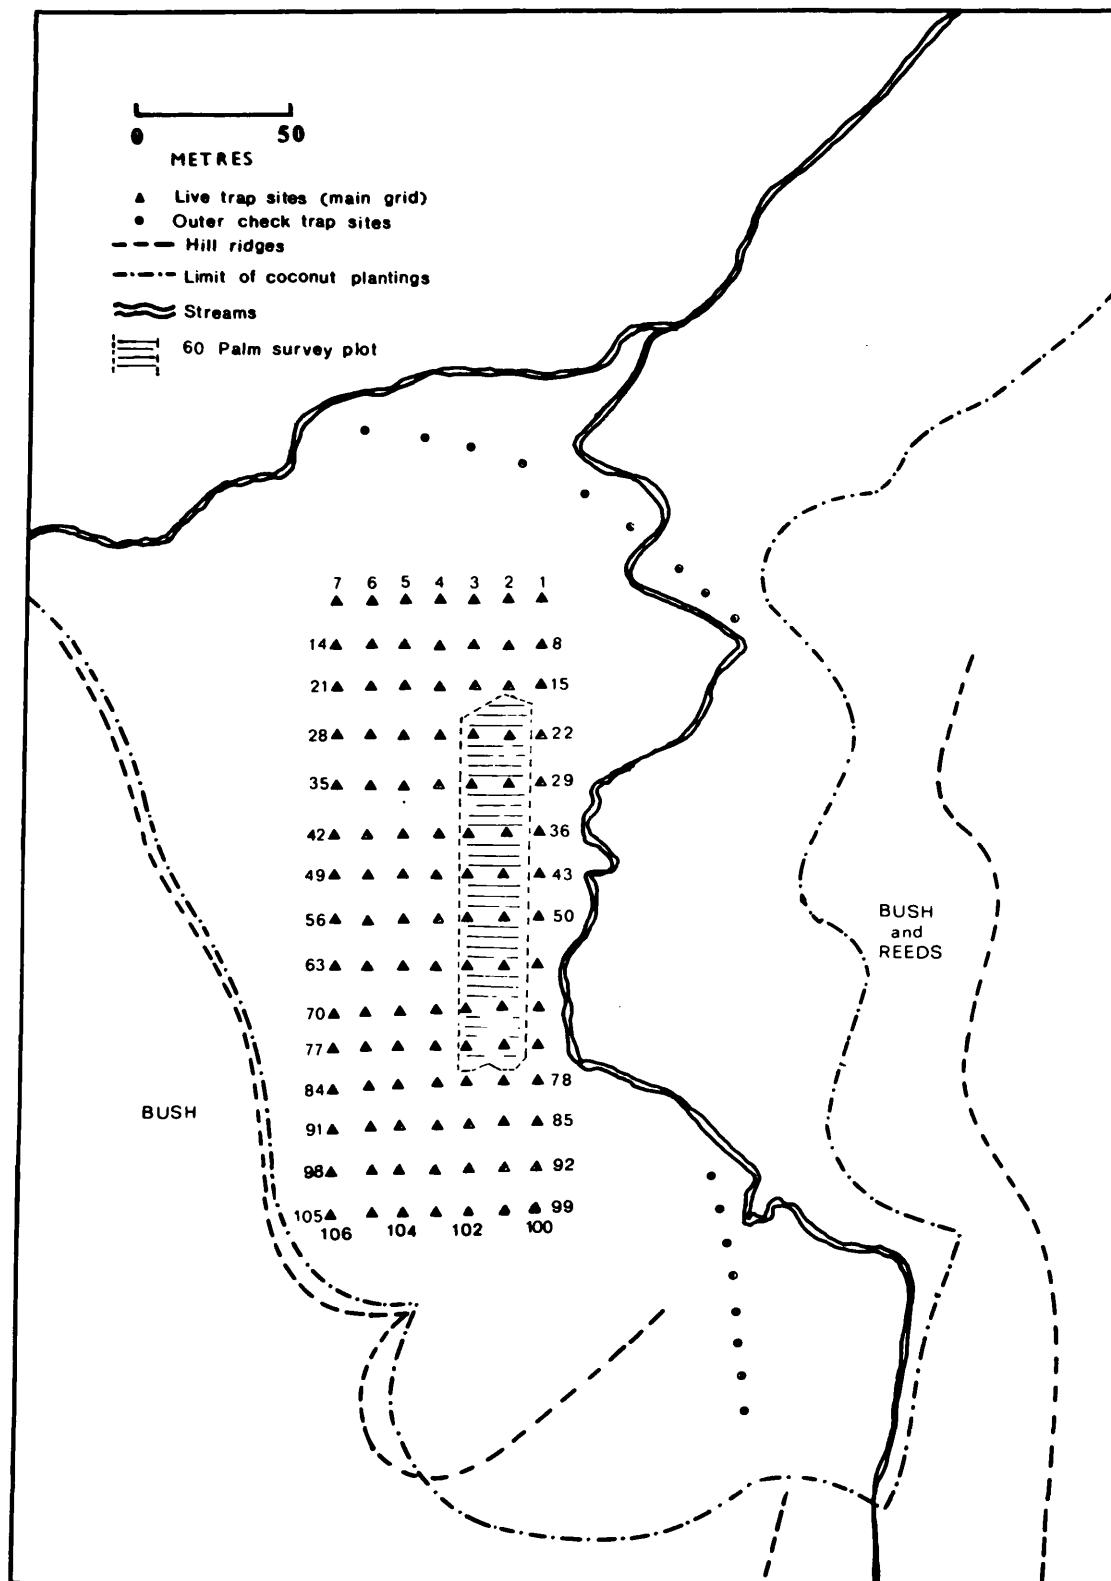 0 50
METRES
Live trap sites (main grid)
Outer check trap sites
Hill ridges
Limit of coconut plantings
Streams
60 Palm survey plot
7 6 5 4 3 2 1
14 8
21 15
28 22
35 29
42 36
49 43
56 50
63
70
77
84 78
91 85
98 92
105 99
106 104 102 100
BUSH
and
REEDS
BUSH